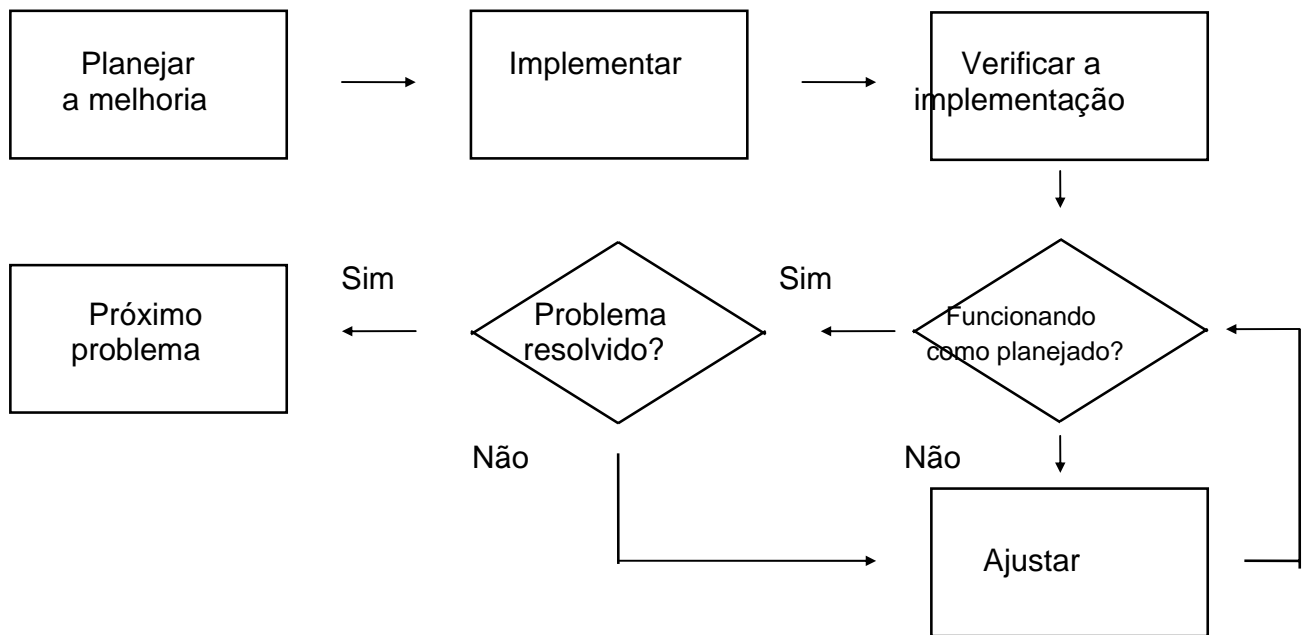 Planejar
a melhoria
Implementar
Verificar a
implementação
Sim
Sim
Próximo
problema
Problema
resolvido?
Funcionando
como planejado?
Não
Não
Ajustar